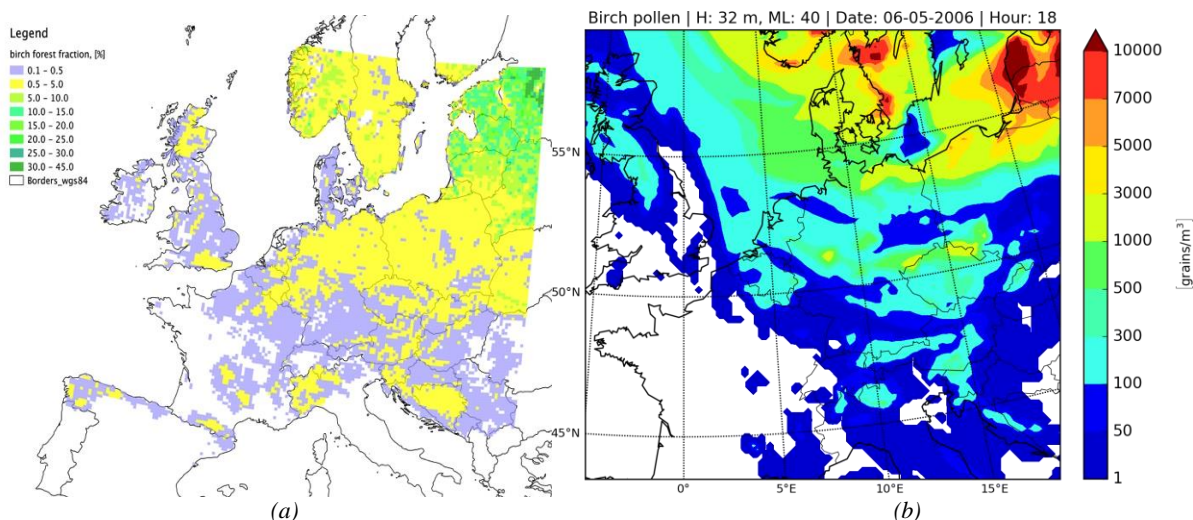 Legend
birch forest fraction, [%]
0.1 - 0.5
0.5 - 5.0
5.0 - 10.0
10.0 - 15.0
15.0 - 20.0
20.0 - 25.0
25.0 - 30.0
30.0 - 45.0
Borders_wgs84
(a)
Birch pollen | H: 32 m, ML: 40 | Date: 06-05-2006 | Hour: 18
55°N
50°N
45°N
0°
5°E
10°E
15°E
10000
7000
5000
3000
1000
500
300
100
50
1
[grains/m³]
(b)